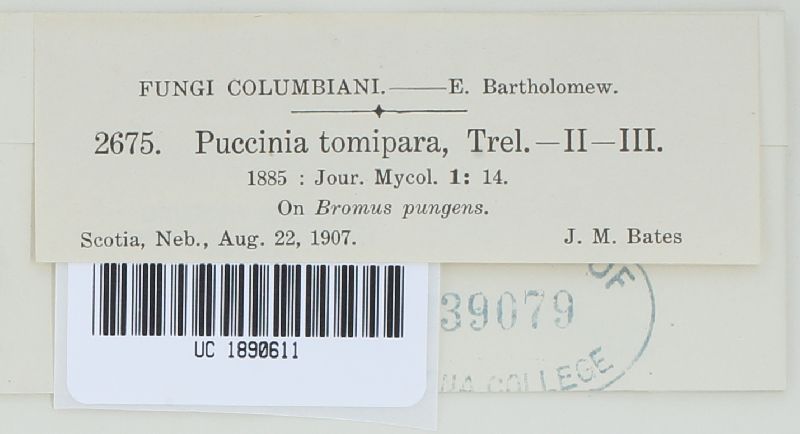 FUNGI COLUMBIANI.——E. Bartholomew.
2675. Puccinia tomipara, Trel.—II—III.
1885 : Jour. Mycol. 1: 14.
On Bromus pungens.
Scotia, Neb., Aug. 22, 1907. J. M. Bates
OF
39079
COLLEGE
UC 1890611